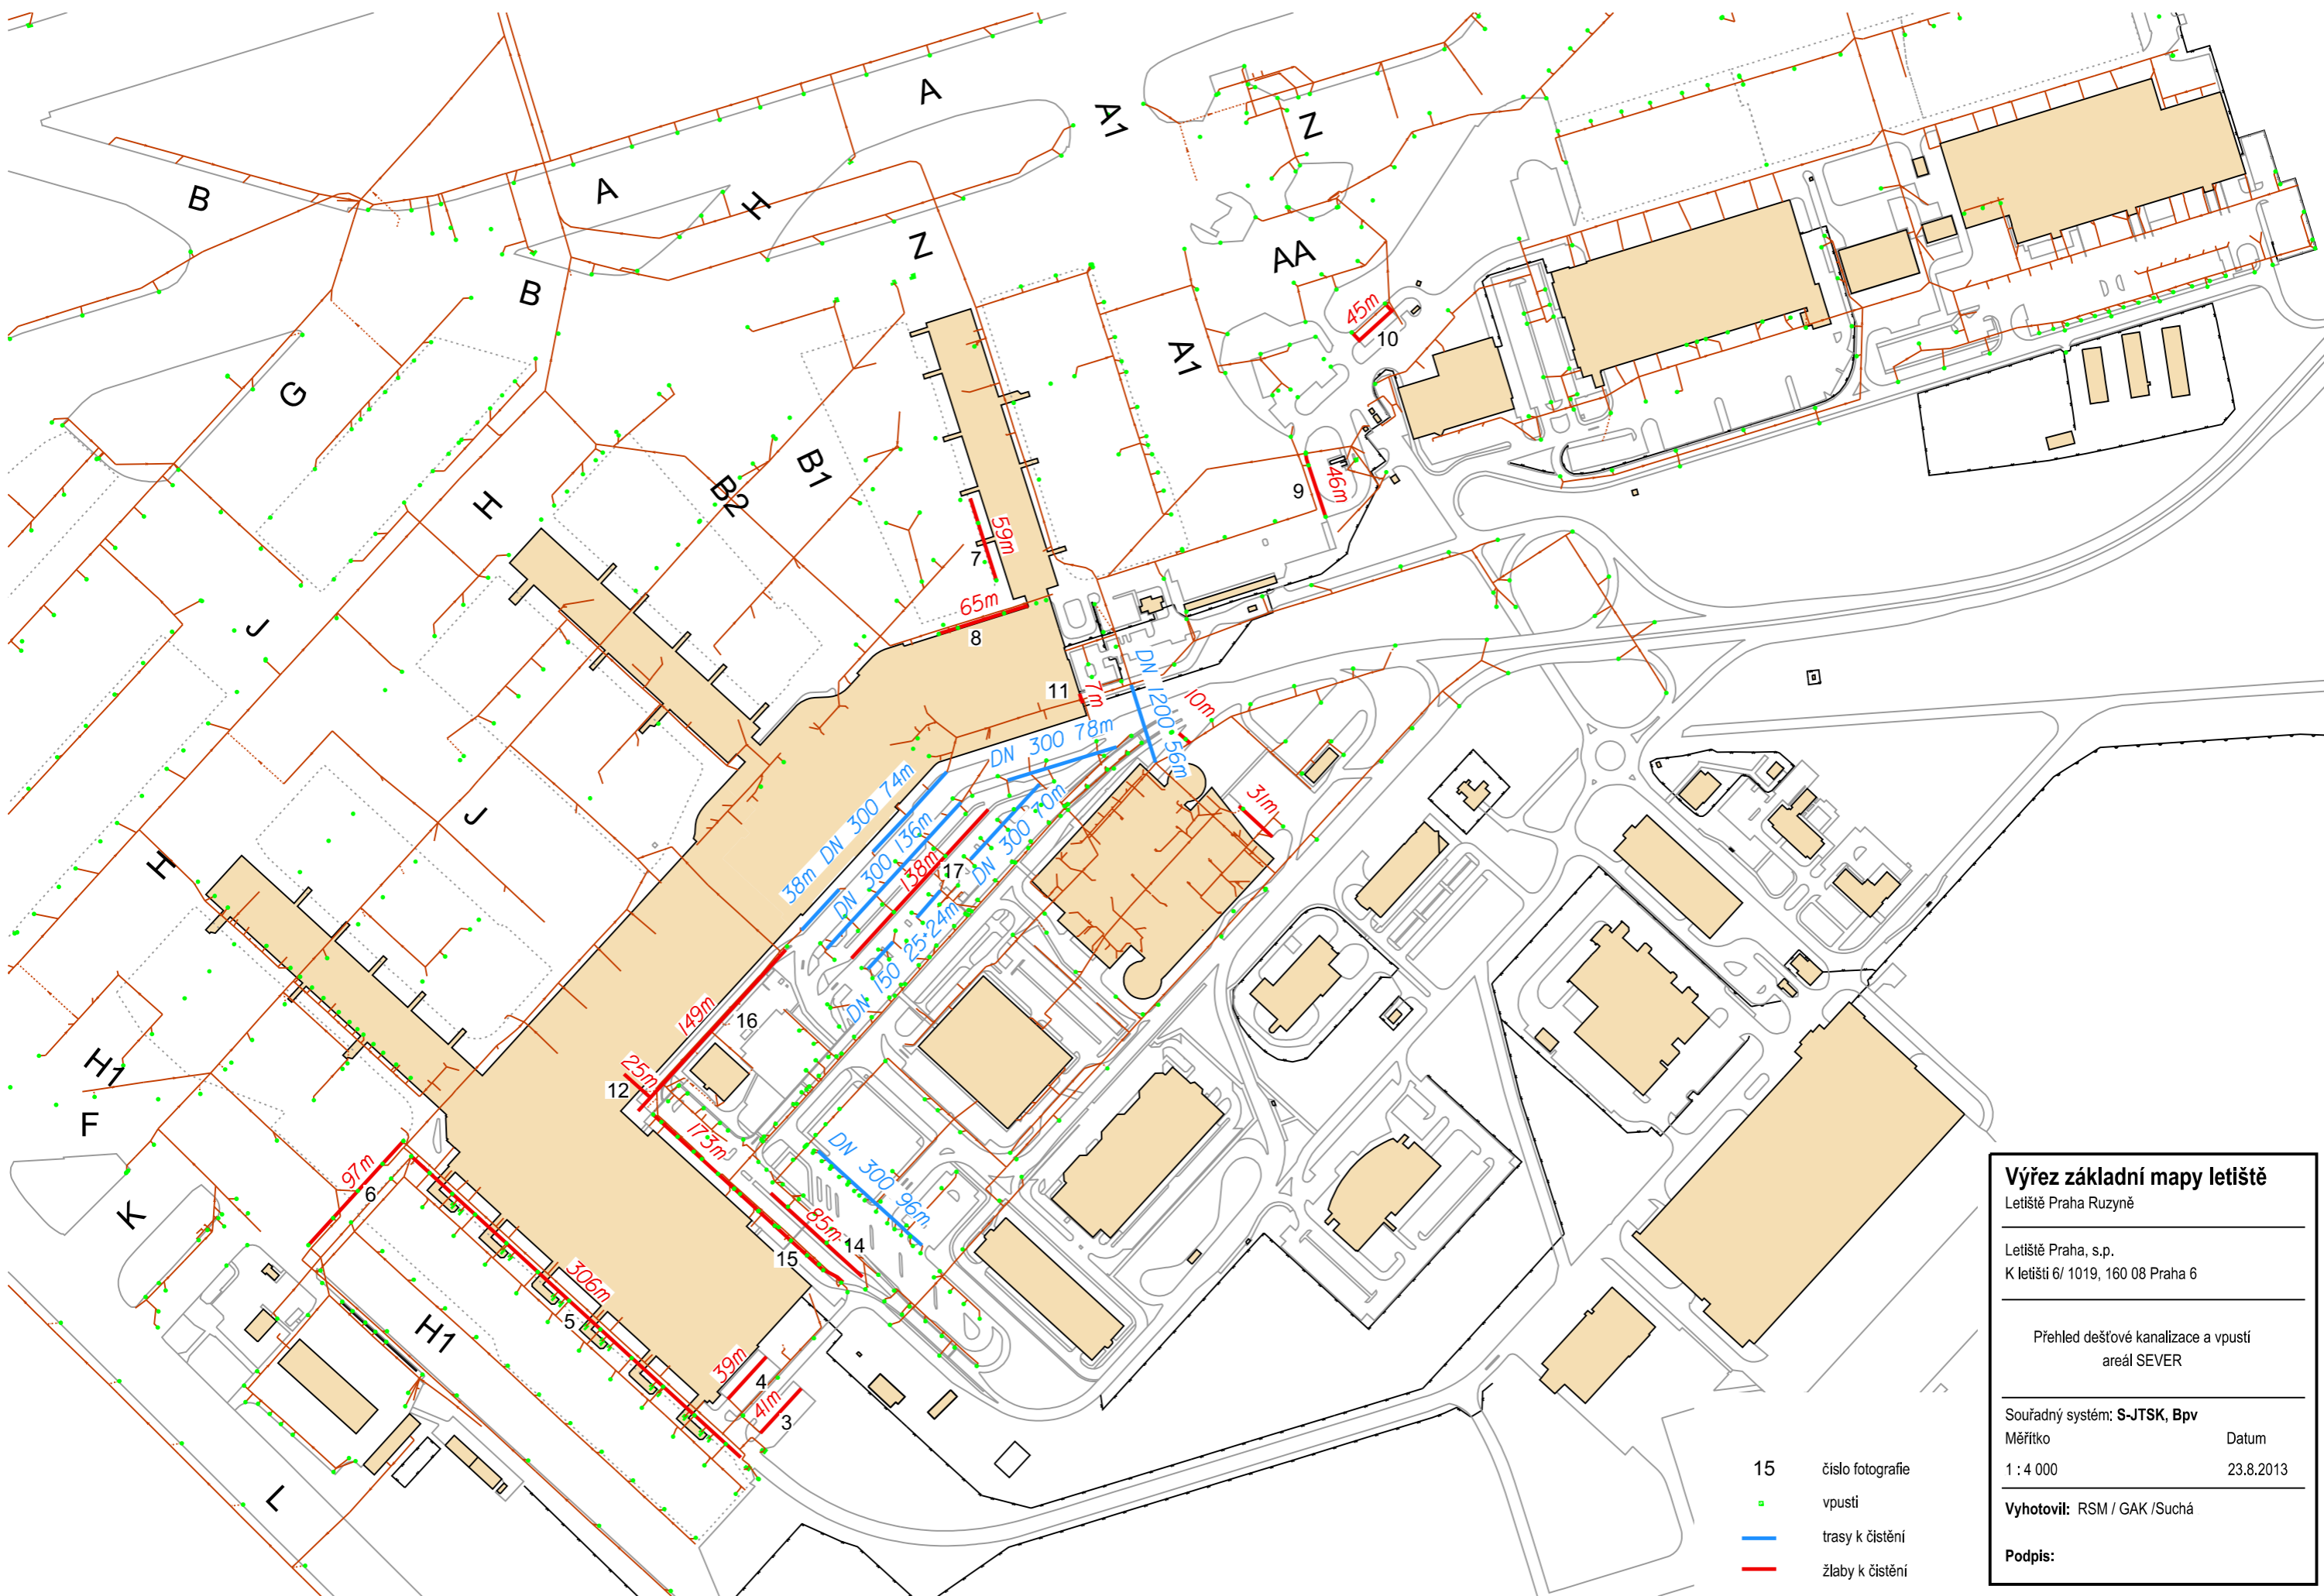 A
A1
Z
B
A
H
Z
AA
B
45m
10
G
A1
B1
B2
H
9
46m
59m
7
65m
8
J
11
7m
DN 1200 56m
10m
DN 300 78m
38m DN 300 74m
DN 300 136m
138m
17
DN 300 70m
31m
J
H
DN 150 25+24m
149m
16
25m
12
H1
F
173m
DN 300 96m
97m
6
K
85m
14
15
306m
5
H1
39m
4
41m
3
L
15 číslo fotografie
vpusti
trasy k čistění
žlaby k čistění
Výřez základní mapy letiště
Letiště Praha Ruzyně
Letiště Praha, s.p.
K letišti 6/ 1019, 160 08 Praha 6
Přehled dešťové kanalizace a vpustí
areál SEVER
Souřadný systém: S-JTSK, Bpv
Měřítko Datum
1 : 4 000 23.8.2013
Vyhotovil: RSM / GAK /Suchá
Podpis: